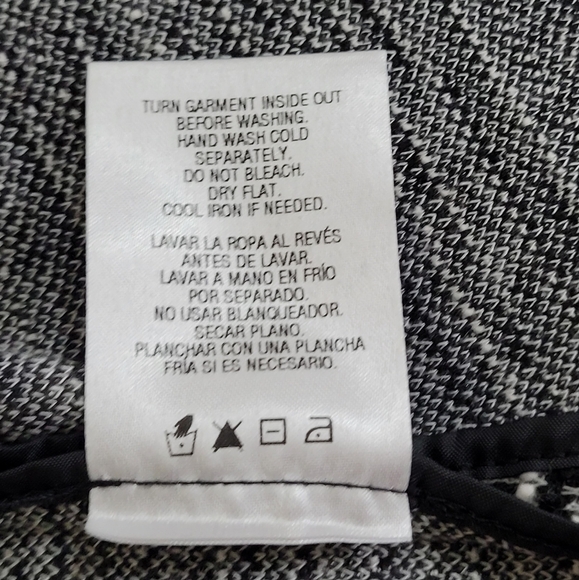 TURN GARMENT INSIDE OUT
BEFORE WASHING.
HAND WASH COLD
SEPARATELY.
DO NOT BLEACH.
DRY FLAT.
COOL IRON IF NEEDED.
LAVAR LA ROPA AL REVÉS
ANTES DE LAVAR.
LAVAR A MANO EN FRÍO
POR SEPARADO.
NO USAR BLANQUEADOR.
SECAR PLANO.
PLANCHAR CON UNA PLANCHA
FRÍA SI ES NECESARIO.